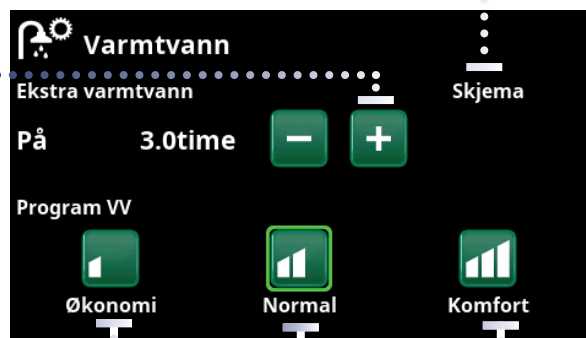 Varmtvann
Ekstra varmtvann Skjema
På 3.0time − +
Program VV
Økonomi Normal Komfort